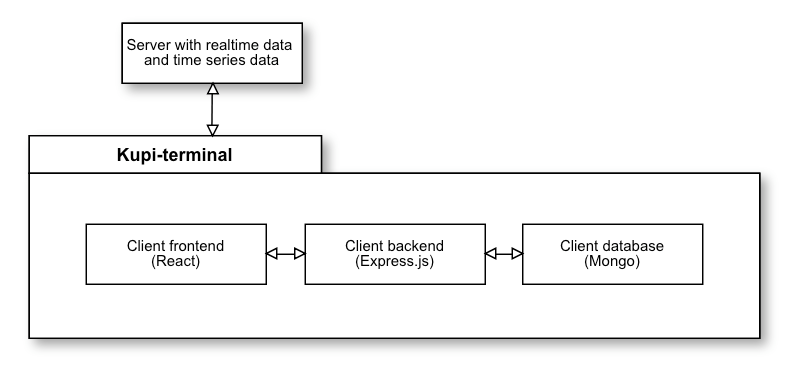 Server with realtime data
and time series data
Kupi-terminal
Client frontend
(React)
Client backend
(Express.js)
Client database
(Mongo)